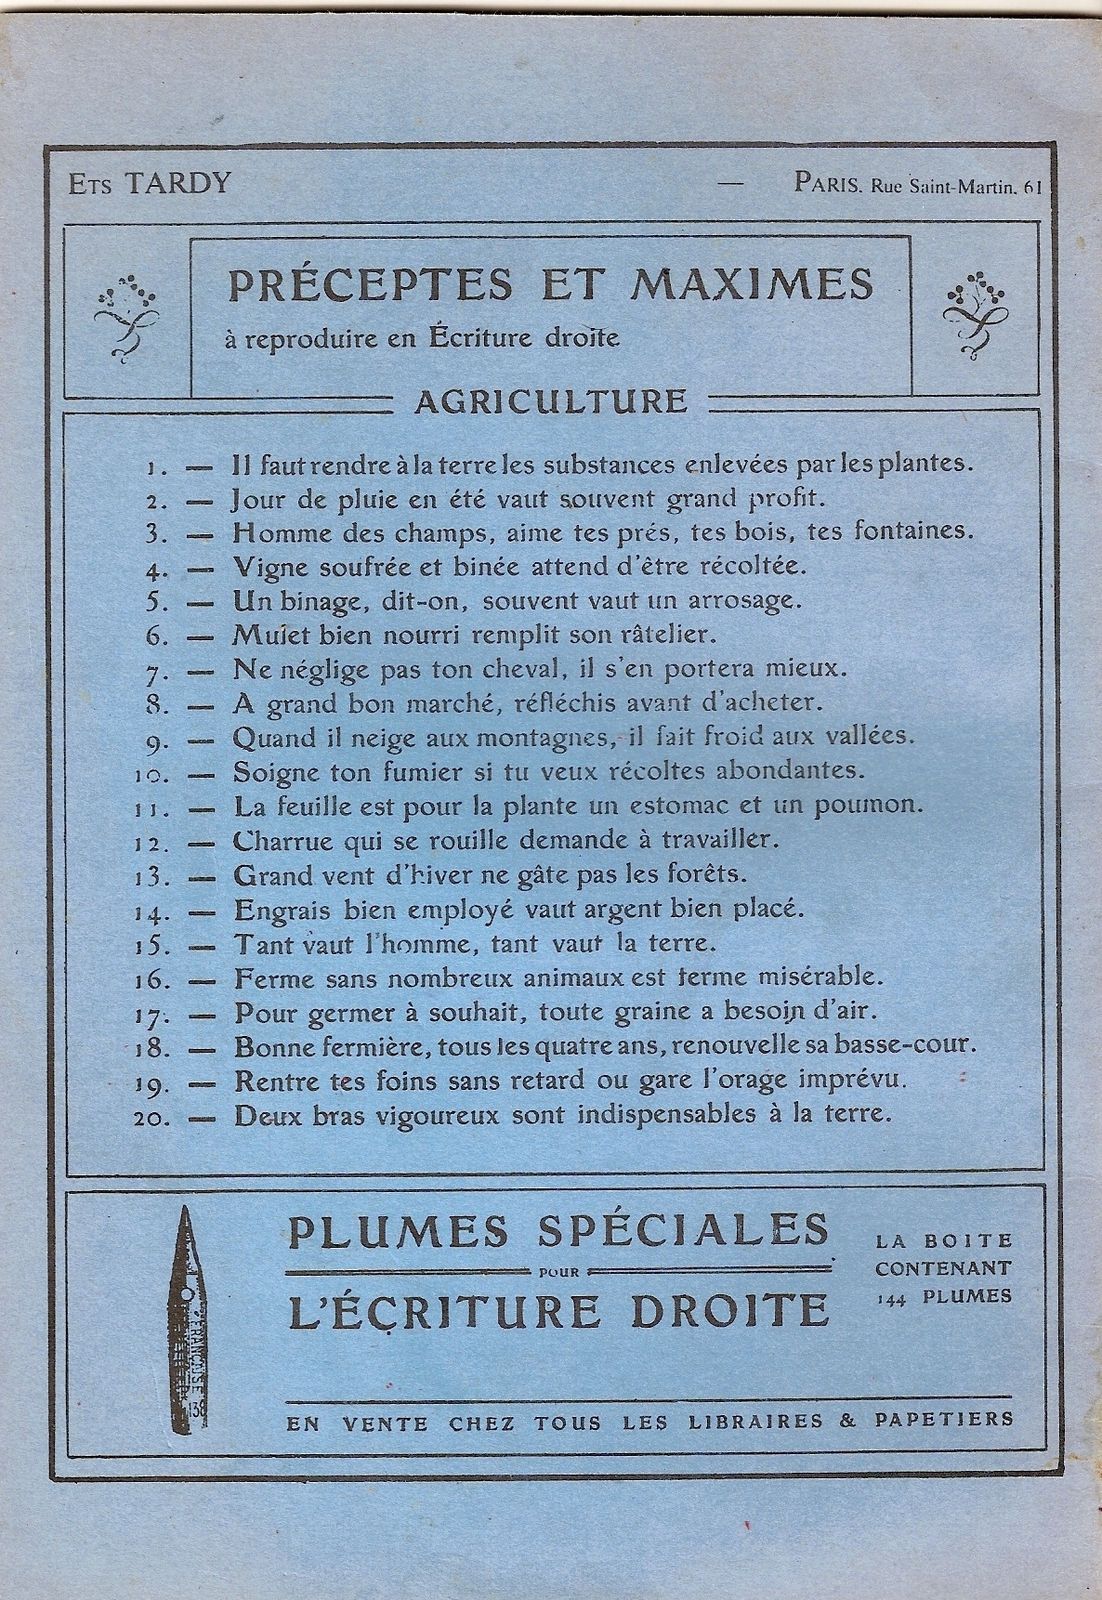 ETS TARDY — PARIS. Rue Saint-Martin. 61
PRÉCEPTES ET MAXIMES
à reproduire en Écriture droite
AGRICULTURE
1. — Il faut rendre à la terre les substances enlevées par les plantes.
2. — Jour de pluie en été vaut souvent grand profit.
3. — Homme des champs, aime tes prés, tes bois, tes fontaines.
4. — Vigne soufrée et binée attend d'être récoltée.
5. — Un binage, dit-on, souvent vaut un arrosage.
6. — Mulet bien nourri remplit son râtelier.
7. — Ne néglige pas ton cheval, il s'en portera mieux.
8. — A grand bon marché, réfléchis avant d'acheter.
9. — Quand il neige aux montagnes, il fait froid aux vallées.
10. — Soigne ton fumier si tu veux récoltes abondantes.
11. — La feuille est pour la plante un estomac et un poumon.
12. — Charrue qui se rouille demande à travailler.
13. — Grand vent d'hiver ne gâte pas les forêts.
14. — Engrais bien employé vaut argent bien placé.
15. — Tant vaut l'homme, tant vaut la terre.
16. — Ferme sans nombreux animaux est ferme misérable.
17. — Pour germer à souhait, toute graine a besoin d'air.
18. — Bonne fermière, tous les quatre ans, renouvelle sa basse-cour.
19. — Rentre tes foins sans retard ou gare l'orage imprévu.
20. — Deux bras vigoureux sont indispensables à la terre.
PLUMES SPÉCIALES
POUR
L'ÉCRITURE DROITE
LA BOITE
CONTENANT
144 PLUMES
FRANÇAISE
138
EN VENTE CHEZ TOUS LES LIBRAIRES & PAPETIERS